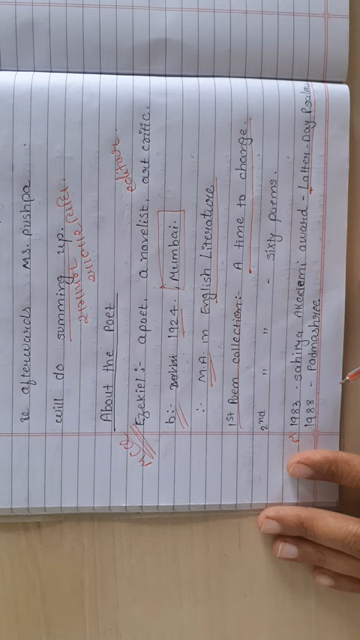 be afterwards Ms. Pushpa.
will do summing up.
About the Poet
editor
Ezekiel :- a poet. a novelist, art critic.
b:- 1924. Mumbai.
:- M.A in English Literature
1st Poem collection:- A time to change.
2nd " " - sixty poems.
1983 - sahitya Akademi award - Latter-Day Psalms
1988 - Padmashree